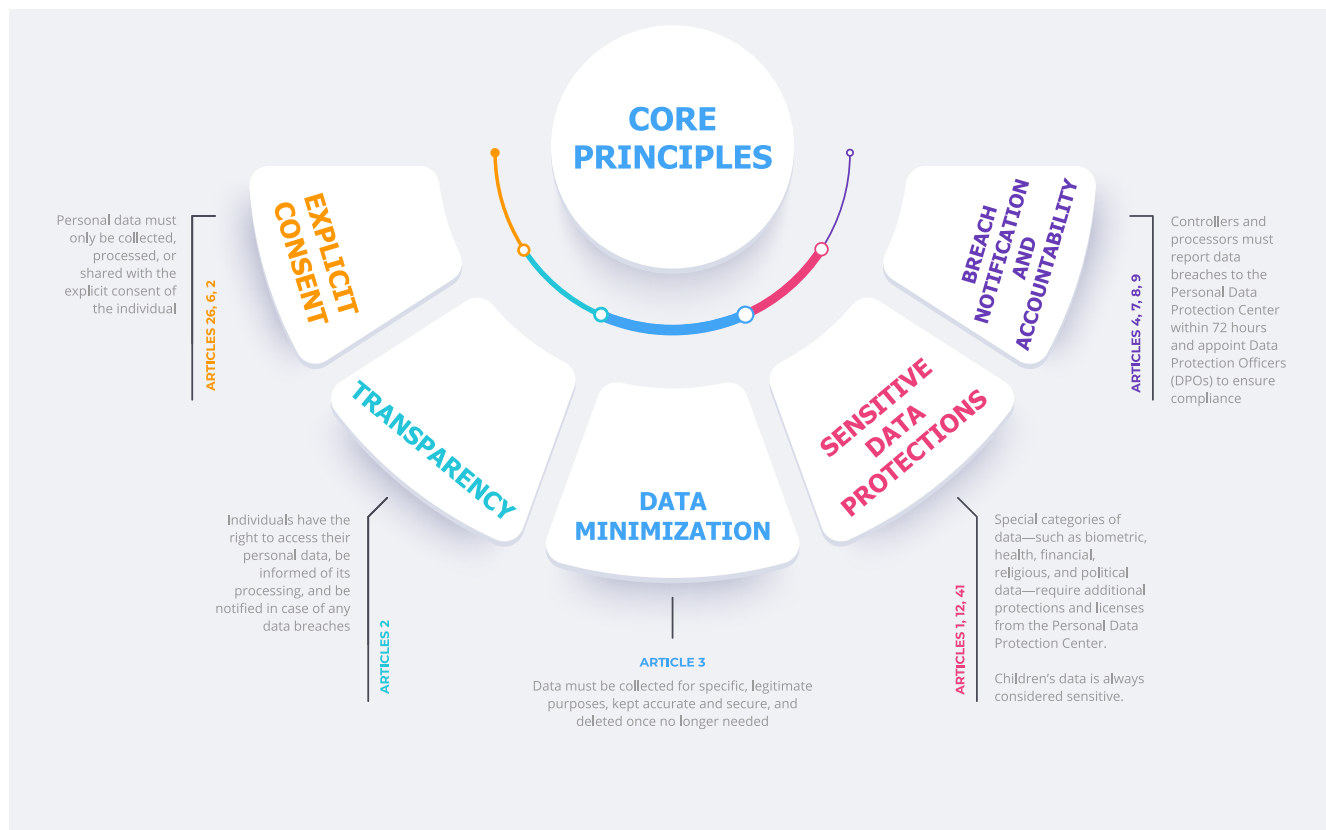 CORE
PRINCIPLES
EXPLICIT
CONSENT
Personal data must
only be collected,
processed, or
shared with the
explicit consent of
the individual
ARTICLES 26, 6, 2
TRANSPARENCY
Individuals have the
right to access their
personal data, be
informed of its
processing, and be
notified in case of any
data breaches
ARTICLES 2
DATA
MINIMIZATION
ARTICLE 3
Data must be collected for specific, legitimate
purposes, kept accurate and secure, and
deleted once no longer needed
SENSITIVE
DATA
PROTECTIONS
ARTICLES 1, 12, 41
Special categories of
data—such as biometric,
health, financial,
religious, and political
data—require additional
protections and licenses
from the Personal Data
Protection Center.
Children’s data is always
considered sensitive.
BREACH
NOTIFICATION
AND
ACCOUNTABILITY
ARTICLES 4, 7, 8, 9
Controllers and
processors must
report data
breaches to the
Personal Data
Protection Center
within 72 hours
and appoint Data
Protection Officers
(DPOs) to ensure
compliance